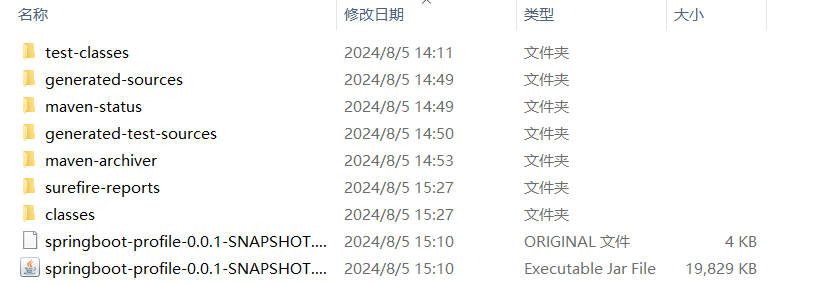 名称 修改日期 类型 大小
test-classes 2024/8/5 14:11 文件夹
generated-sources 2024/8/5 14:49 文件夹
maven-status 2024/8/5 14:49 文件夹
generated-test-sources 2024/8/5 14:50 文件夹
maven-archiver 2024/8/5 14:53 文件夹
surefire-reports 2024/8/5 15:27 文件夹
classes 2024/8/5 15:27 文件夹
springboot-profile-0.0.1-SNAPSHOT.... 2024/8/5 15:10 ORIGINAL 文件 4 KB
springboot-profile-0.0.1-SNAPSHOT.... 2024/8/5 15:10 Executable Jar File 19,829 KB